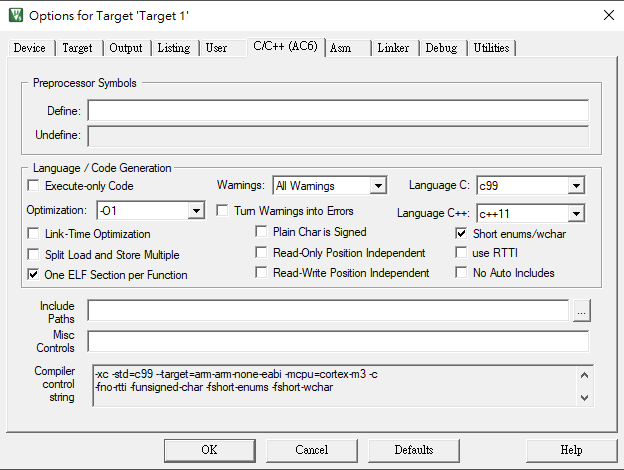 Options for Target 'Target 1'
Device Target Output Listing User C/C++ (AC6) Asm Linker Debug Utilities
Preprocessor Symbols
Define:
Undefine:
Language / Code Generation
Execute-only Code Warnings: All Warnings Language C: c99
Optimization: -O1 Turn Warnings into Errors Language C++: c++11
Link-Time Optimization Plain Char is Signed Short enums/wchar
Split Load and Store Multiple Read-Only Position Independent use RTTI
One ELF Section per Function Read-Write Position Independent No Auto Includes
Include
Paths
...
Misc
Controls
Compiler
control
string
-xc -std=c99 --target=arm-arm-none-eabi -mcpu=cortex-m3 -c
-fno-rtti -funsigned-char -fshort-enums -fshort-wchar
OK Cancel Defaults Help